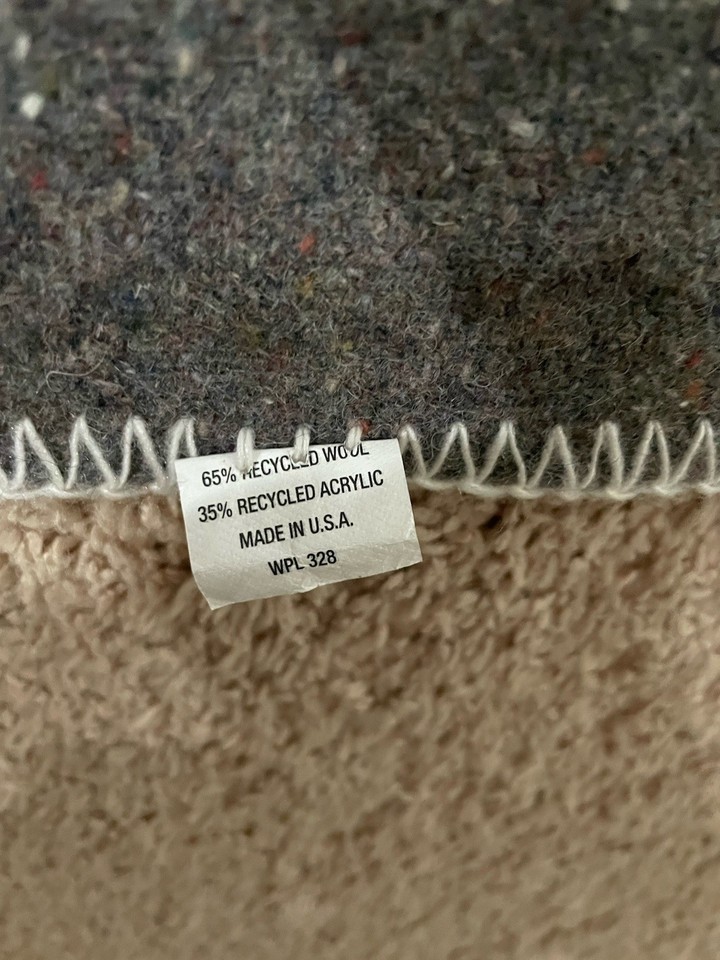 65% RECYCLED WOOL
35% RECYCLED ACRYLIC
MADE IN U.S.A.
WPL 328